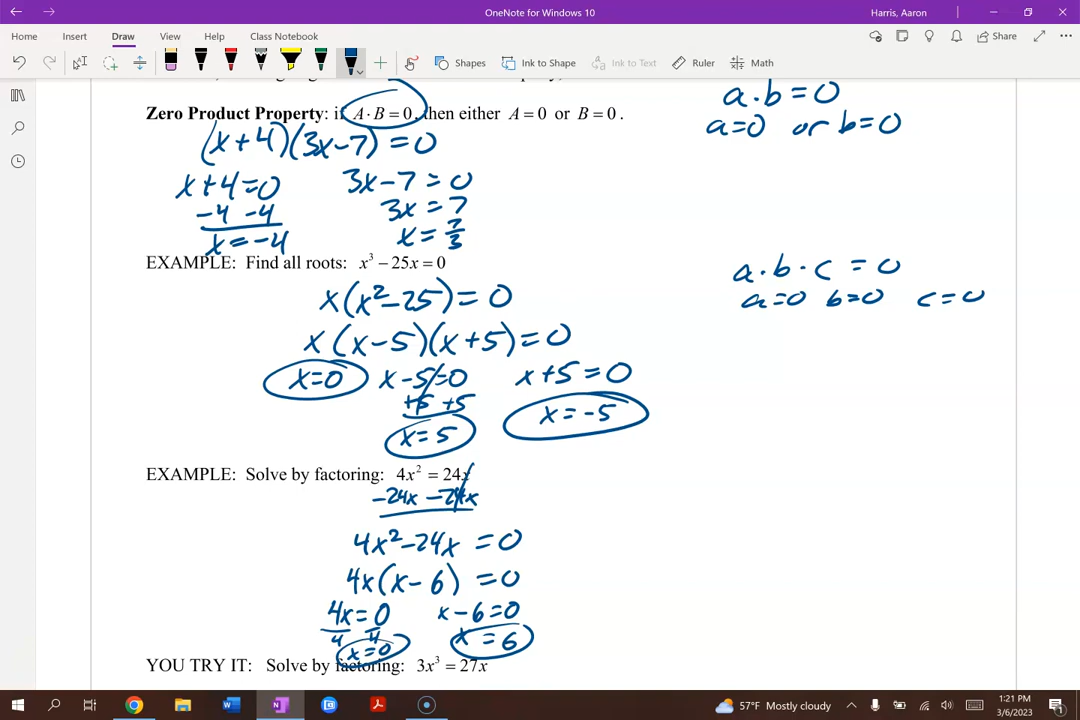 OneNote for Windows 10
Harris, Aaron
Home Insert Draw View Help Class Notebook
Share
Shapes Ink to Shape Ink to Text Ruler Math
a·b=0
Zero Product Property: if A·B=0, then either A=0 or B=0.
a=0 or b=0
(x+4)(3x-7)=0
x+4=0 3x-7=0
-4 -4 3x=7
x=-4 x=7/3
EXAMPLE: Find all roots: x³-25x=0
a·b·c=0
a=0 b=0 c=0
x(x²-25)=0
x(x-5)(x+5)=0
x=0 x-5=0 x+5=0
+5 +5
x=5 x=-5
EXAMPLE: Solve by factoring: 4x²=24x
-24x -24x
4x²-24x=0
4x(x-6)=0
4x=0 x-6=0
4 4
x=0 x=6
YOU TRY IT: Solve by factoring: 3x³=27x
57°F Mostly cloudy
1:21 PM
3/6/2023